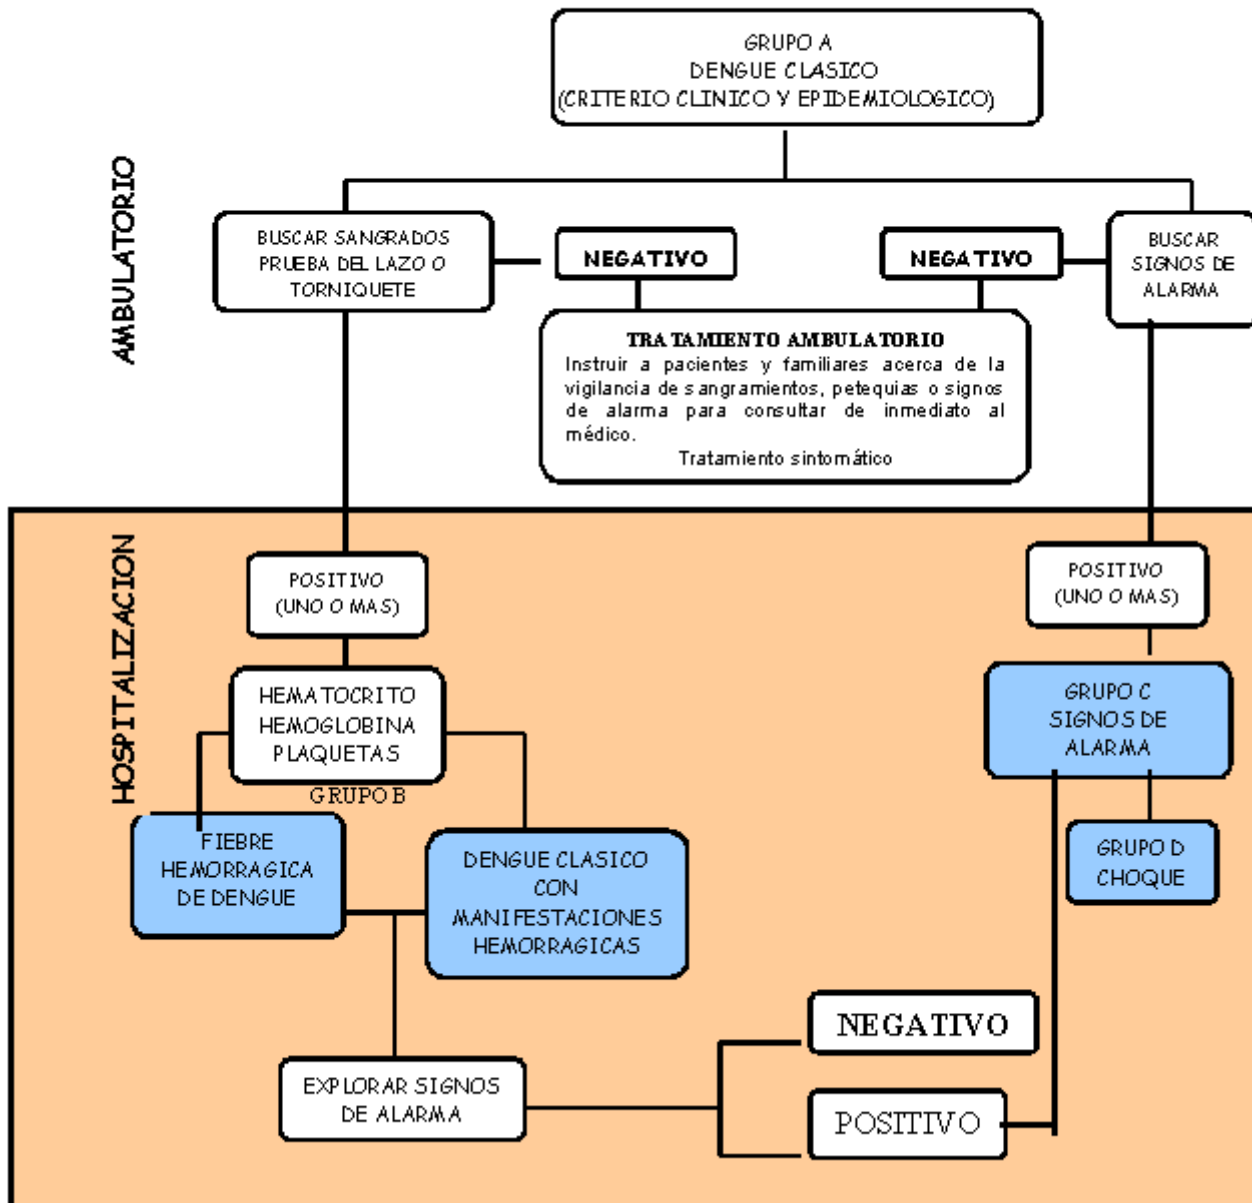 GRUPO A
DENGUE CLASICO
(CRITERIO CLINICO Y EPIDEMIOLOGICO)
AMBULATORIO
BUSCAR SANGRADOS
PRUEBA DEL LAZO O
TORNIQUETE
NEGATIVO
NEGATIVO
BUSCAR
SIGNOS DE
ALARMA
TRATAMIENTO AMBULATORIO
Instruir a pacientes y familiares acerca de la
vigilancia de sangramientos, petequias o signos
de alarma para consultar de inmediato al
médico.
Tratamiento sintomático
HOSPITALIZACION
POSITIVO
(UNO O MAS)
POSITIVO
(UNO O MAS)
HEMATOCRITO
HEMOGLOBINA
PLAQUETAS
GRUPO B
GRUPO C
SIGNOS DE
ALARMA
FIEBRE
HEMORRAGICA
DE DENGUE
DENGUE CLASICO
CON
MANIFESTACIONES
HEMORRAGICAS
GRUPO D
CHOQUE
EXPLORAR SIGNOS
DE ALARMA
NEGATIVO
POSITIVO